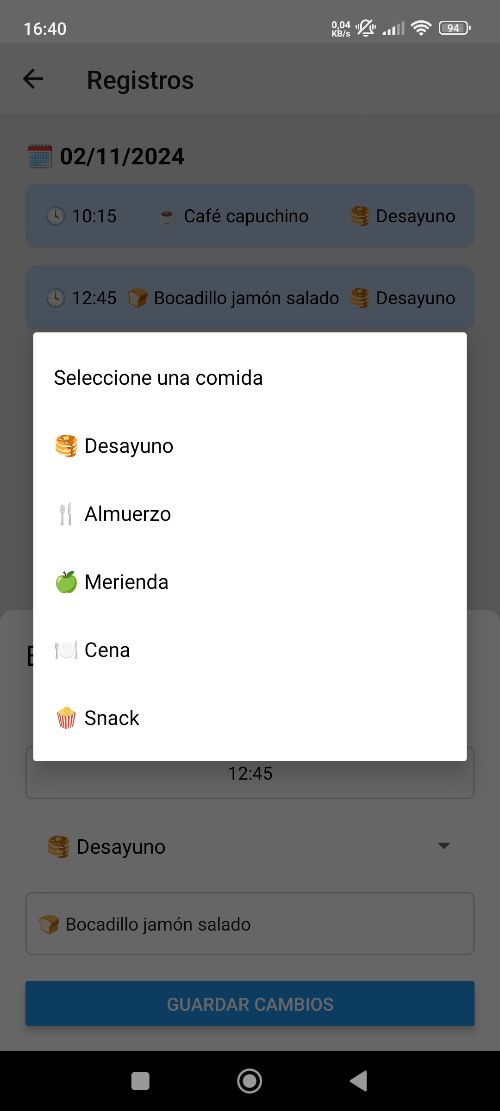 16:40
0,04
KB/s
94
Registros
02/11/2024
10:15 Café capuchino Desayuno
12:45 Bocadillo jamón salado Desayuno
Seleccione una comida
Desayuno
Almuerzo
Merienda
Cena
Snack
12:45
Desayuno
Bocadillo jamón salado
GUARDAR CAMBIOS